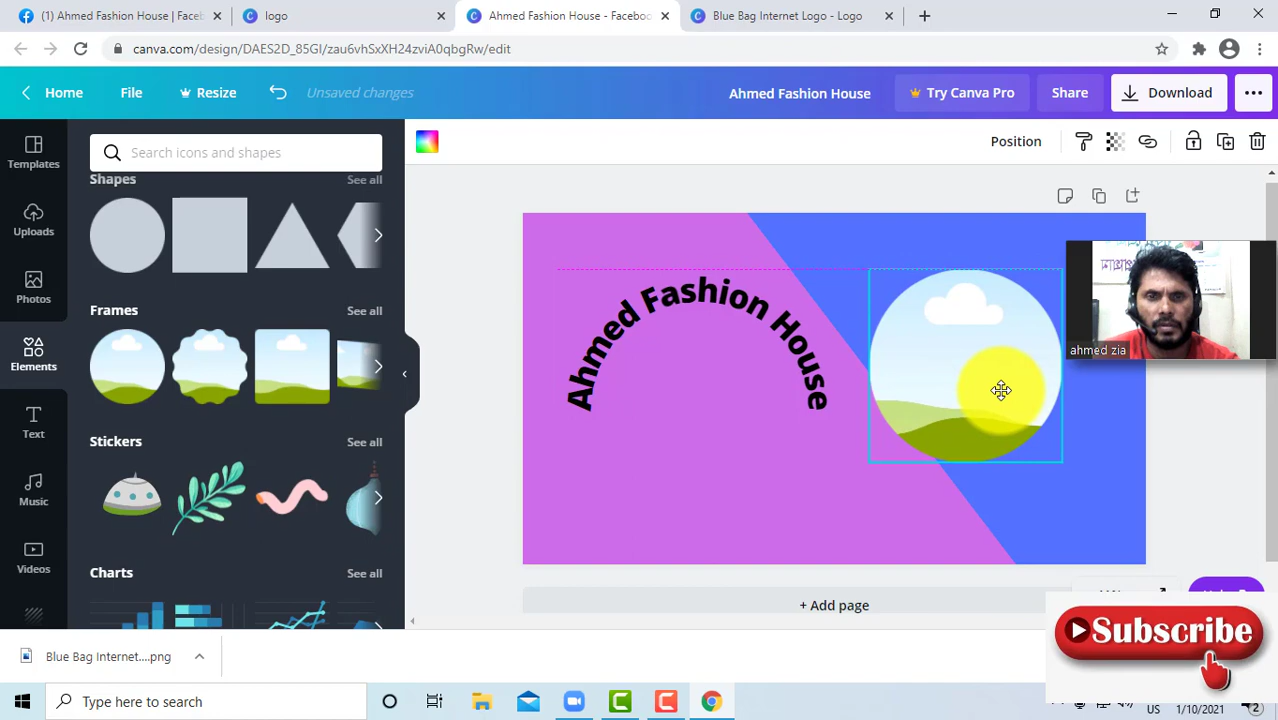 (1) Ahmed Fashion House | Faceb
logo
Ahmed Fashion House - Faceboo
Blue Bag Internet Logo - Logo
canva.com/design/DAES2D_85GI/zau6vhSxXH24zviA0qbgRw/edit
Home
File
Resize
Unsaved changes
Ahmed Fashion House
Try Canva Pro
Share
Download
Templates
Uploads
Photos
Elements
Text
Music
Videos
Search icons and shapes
Position
Shapes
See all
Frames
See all
Stickers
See all
Charts
See all
Ahmed Fashion House
ahmed zia
+ Add page
Subscribe
Blue Bag Internet....png
Type here to search
US
1/10/2021
2